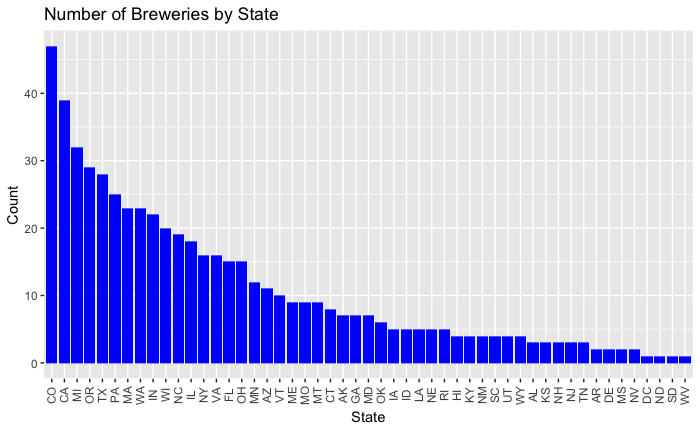 Number of Breweries by State
Count
40
30
20
10
0
CO CA MI OR TX PA MA WA IN WI NC IL NY VA FL OH MN AZ VT ME MO MT CT AK GA MD OK IA ID LA NE RI HI KY NM SC UT WY AL KS NH NJ TN AR DE MS NV DC ND SD WV
State